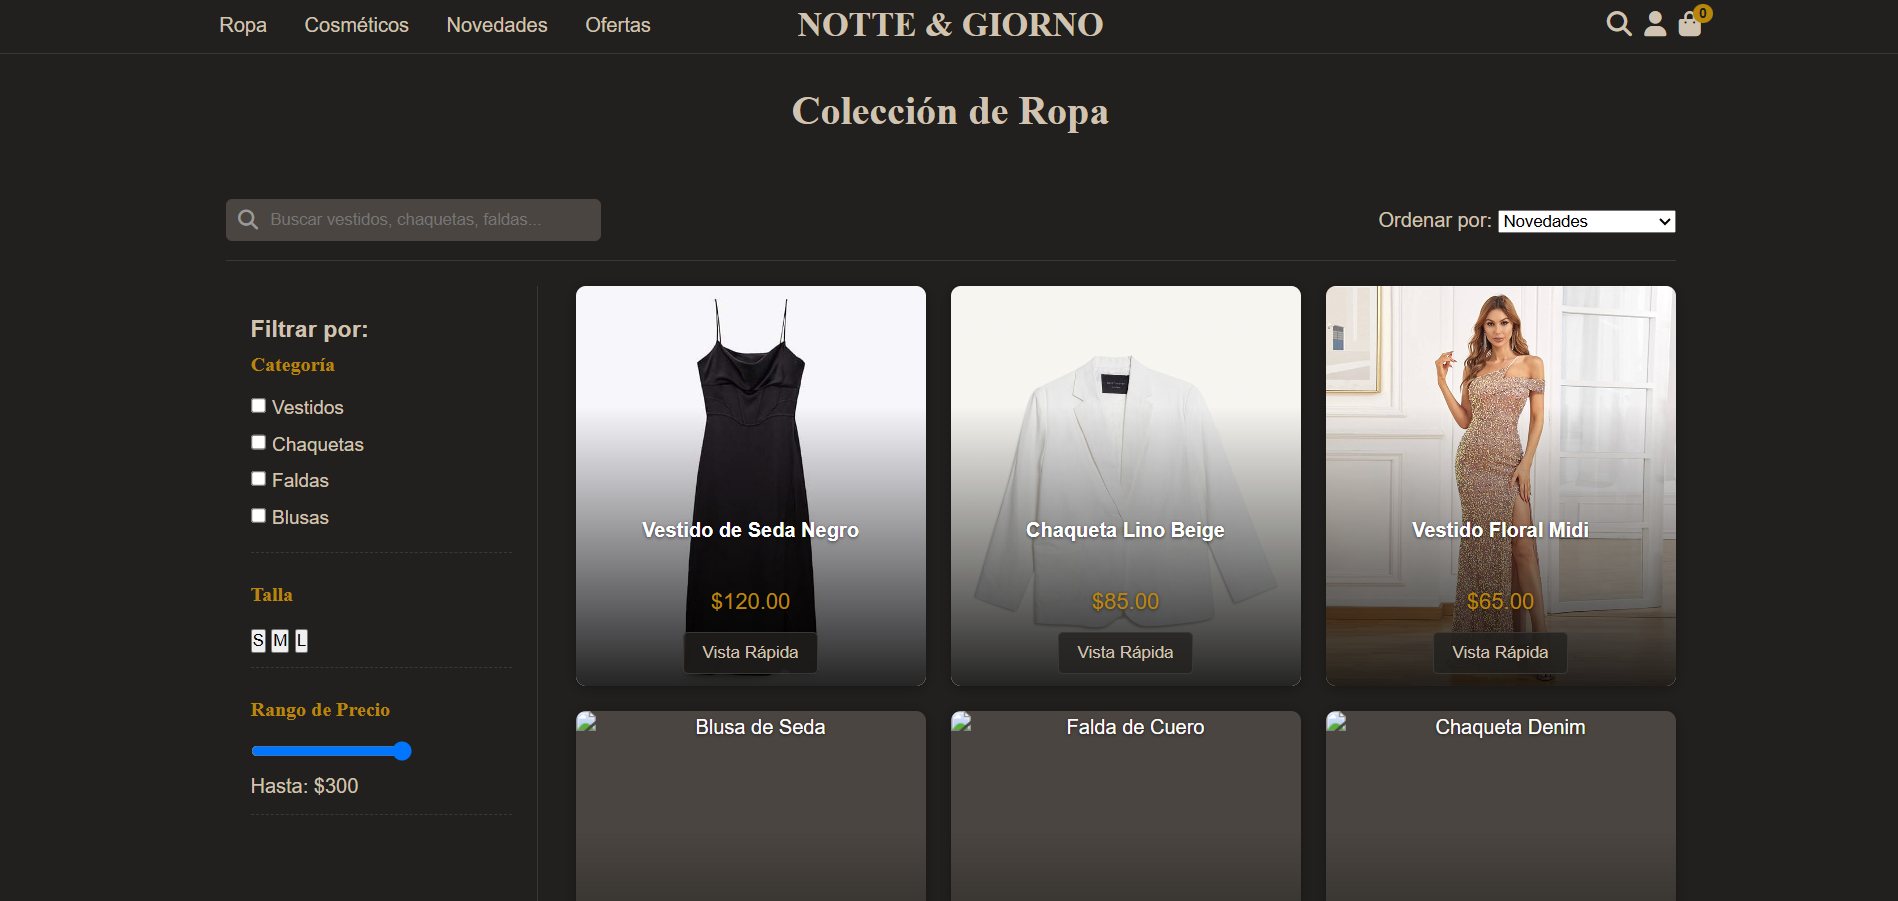 Ropa Cosméticos Novedades Ofertas NOTTE & GIORNO 0
Colección de Ropa
Buscar vestidos, chaquetas, faldas...
Ordenar por: Novedades
Filtrar por:
Categoría
Vestidos
Chaquetas
Faldas
Blusas
Talla
S M L
Rango de Precio
Hasta: $300
Vestido de Seda Negro
$120.00
Vista Rápida
Chaqueta Lino Beige
$85.00
Vista Rápida
Vestido Floral Midi
$65.00
Vista Rápida
Blusa de Seda
Falda de Cuero
Chaqueta Denim